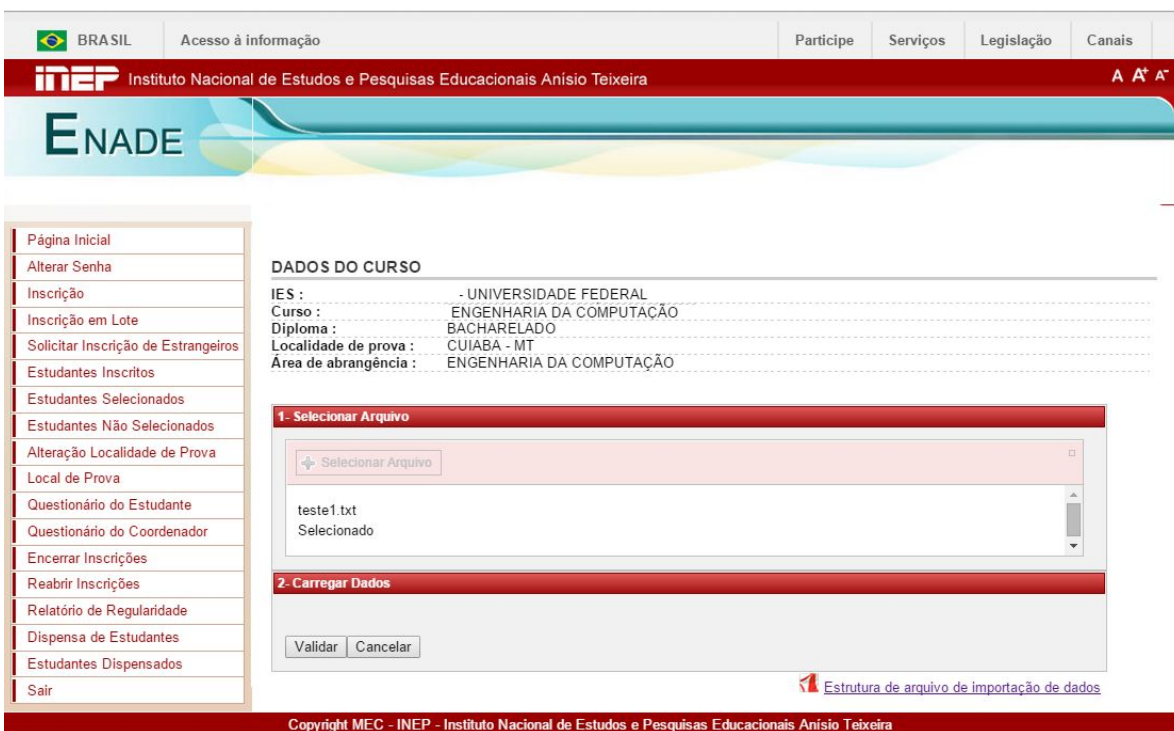 BRASIL Acesso à informação Participe Serviços Legislação Canais
INEP Instituto Nacional de Estudos e Pesquisas Educacionais Anísio Teixeira A A+ A-
ENADE
Página Inicial
Alterar Senha
Inscrição
Inscrição em Lote
Solicitar Inscrição de Estrangeiros
Estudantes Inscritos
Estudantes Selecionados
Estudantes Não Selecionados
Alteração Localidade de Prova
Local de Prova
Questionário do Estudante
Questionário do Coordenador
Encerrar Inscrições
Reabrir Inscrições
Relatório de Regularidade
Dispensa de Estudantes
Estudantes Dispensados
Sair
DADOS DO CURSO
IES : - UNIVERSIDADE FEDERAL
Curso : ENGENHARIA DA COMPUTAÇÃO
Diploma : BACHARELADO
Localidade de prova : CUIABA - MT
Área de abrangência : ENGENHARIA DA COMPUTAÇÃO
1- Selecionar Arquivo
Selecionar Arquivo
teste1.txt
Selecionado
2- Carregar Dados
Validar Cancelar
Estrutura de arquivo de importação de dados
Copyright MEC - INEP - Instituto Nacional de Estudos e Pesquisas Educacionais Anísio Teixeira